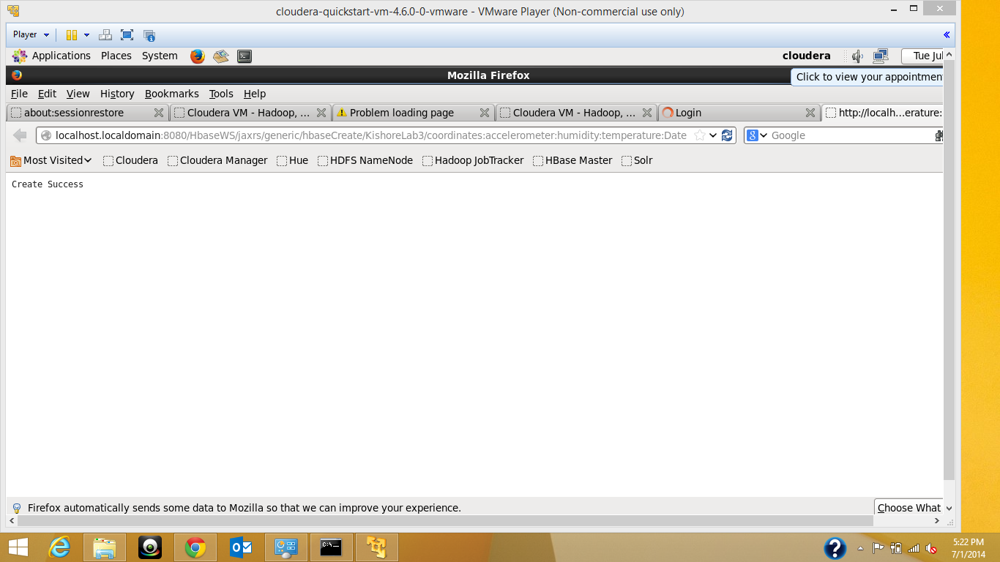 cloudera-quickstart-vm-4.6.0-0-vmware - VMware Player (Non-commercial use only)
Player
Applications Places System cloudera Tue Jul
Mozilla Firefox
Click to view your appointmen
File Edit View History Bookmarks Tools Help
about:sessionrestore Cloudera VM - Hadoop, ... Problem loading page Cloudera VM - Hadoop, ... Login http://localh...erature:
localhost.localdomain:8080/HbaseWS/jaxrs/generic/hbaseCreate/KishoreLab3/coordinates:accelerometer:humidity:temperature:Date Google
Most Visited Cloudera Cloudera Manager Hue HDFS NameNode Hadoop JobTracker HBase Master Solr
Create Success
Firefox automatically sends some data to Mozilla so that we can improve your experience. Choose What
5:22 PM
7/1/2014